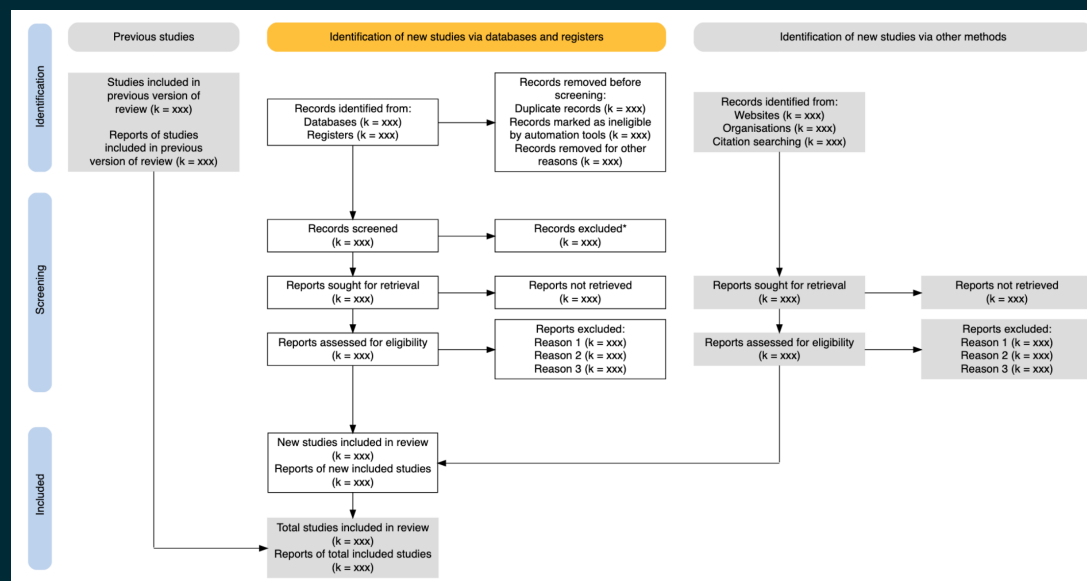 Previous studies
Identification of new studies via databases and registers
Identification of new studies via other methods
Identification
Studies included in
previous version of
review (k = xxx)
Reports of studies
included in previous
version of review (k = xxx)
Records identified from:
Databases (k = xxx)
Registers (k = xxx)
Records removed before
screening:
Duplicate records (k = xxx)
Records marked as ineligible
by automation tools (k = xxx)
Records removed for other
reasons (k = xxx)
Records identified from:
Websites (k = xxx)
Organisations (k = xxx)
Citation searching (k = xxx)
Screening
Records screened
(k = xxx)
Records excluded*
(k = xxx)
Reports sought for retrieval
(k = xxx)
Reports not retrieved
(k = xxx)
Reports sought for retrieval
(k = xxx)
Reports not retrieved
(k = xxx)
Reports assessed for eligibility
(k = xxx)
Reports excluded:
Reason 1 (k = xxx)
Reason 2 (k = xxx)
Reason 3 (k = xxx)
Reports assessed for eligibility
(k = xxx)
Reports excluded:
Reason 1 (k = xxx)
Reason 2 (k = xxx)
Reason 3 (k = xxx)
Included
New studies included in review
(k = xxx)
Reports of new included studies
(k = xxx)
Total studies included in review
(k = xxx)
Reports of total included studies
(k = xxx)